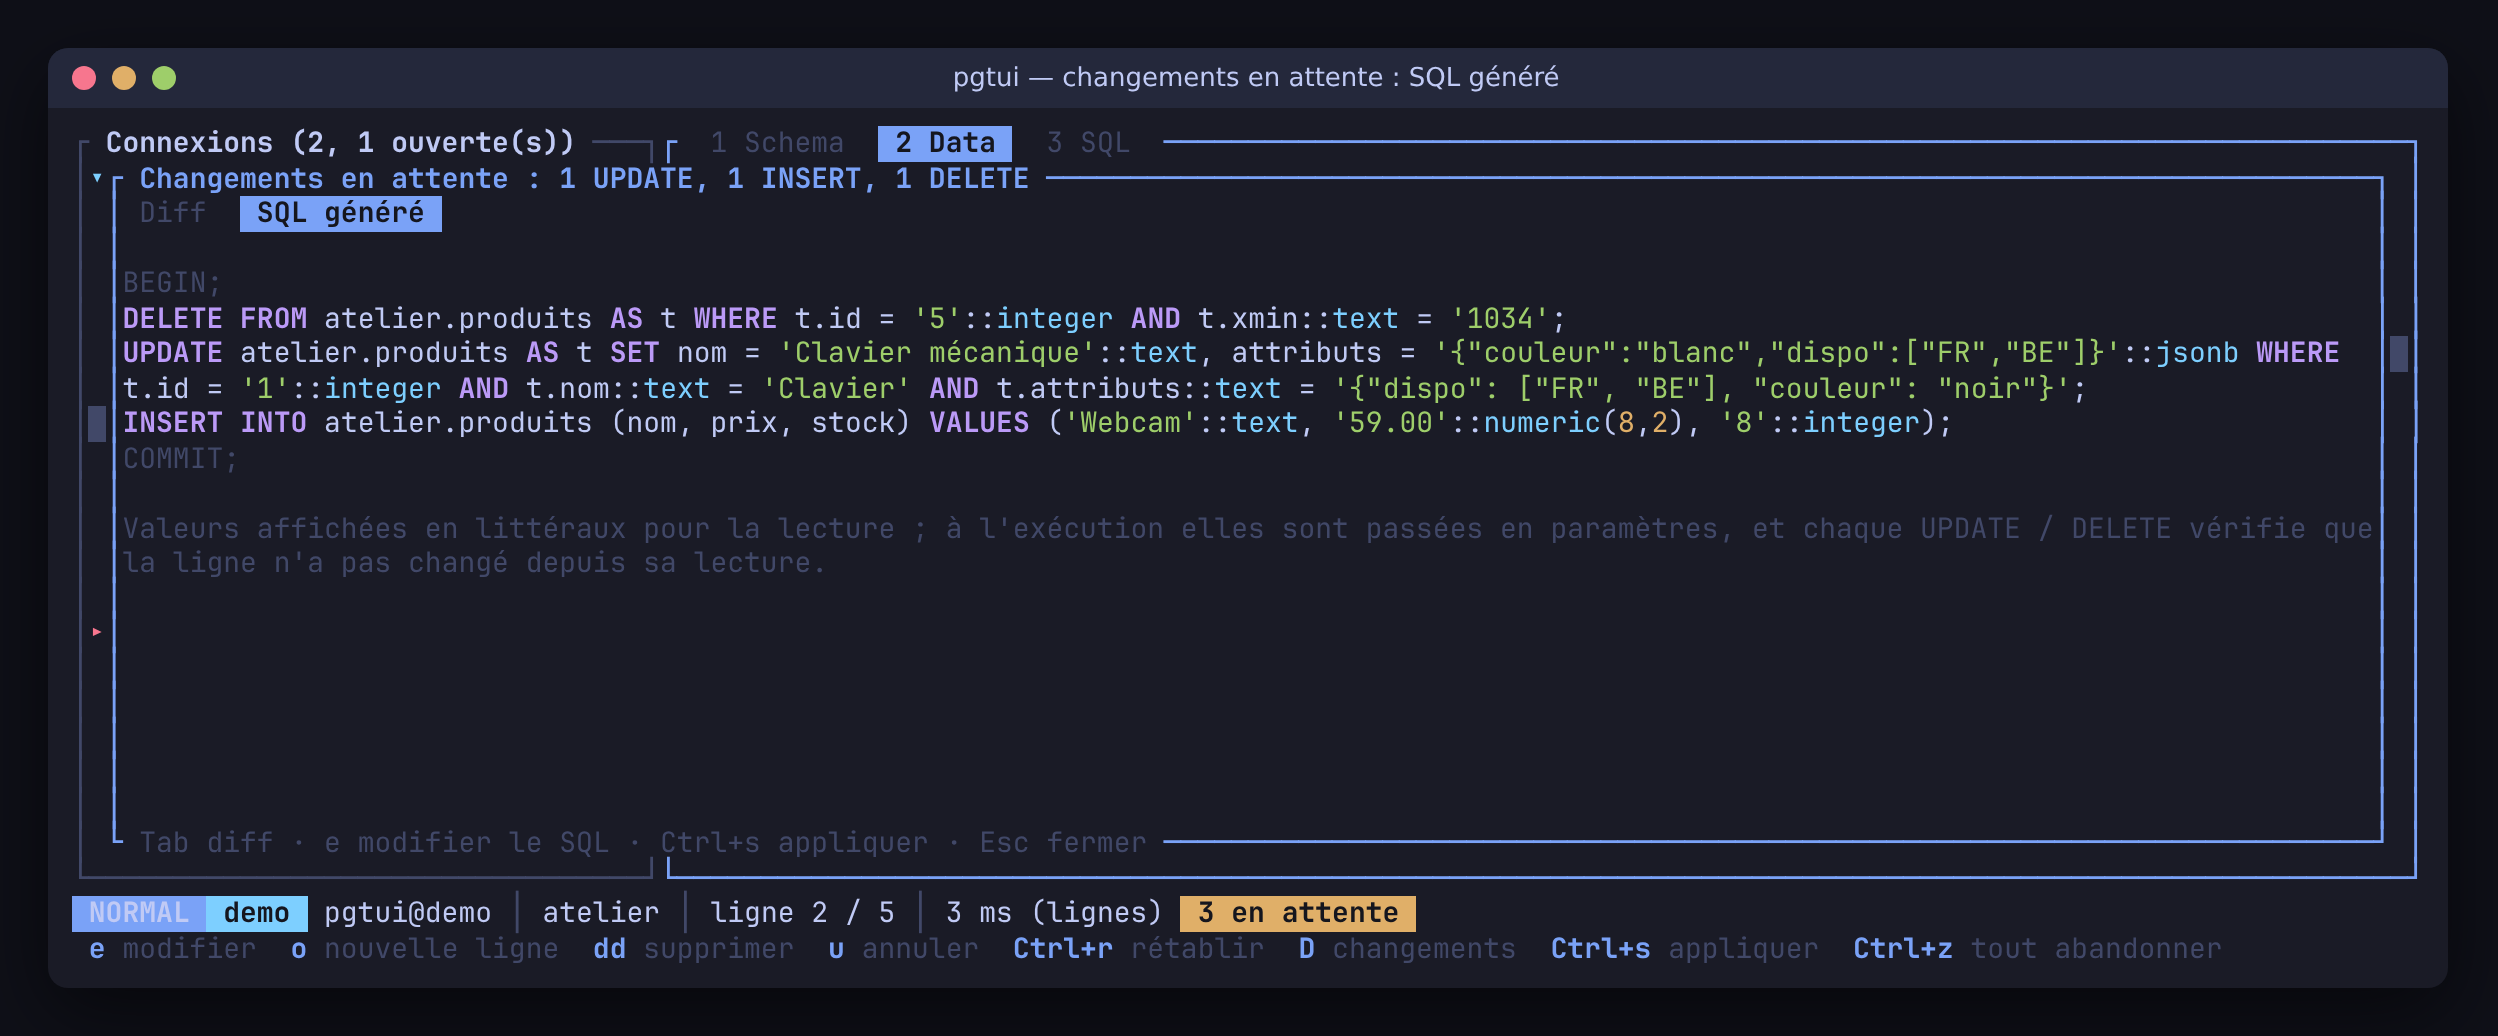 pgtui — changements en attente : SQL généré
Connexions (2, 1 ouverte(s)) 1 Schema 2 Data 3 SQL
▾ Changements en attente : 1 UPDATE, 1 INSERT, 1 DELETE
Diff SQL généré
BEGIN;
DELETE FROM atelier.produits AS t WHERE t.id = '5'::integer AND t.xmin::text = '1034';
UPDATE atelier.produits AS t SET nom = 'Clavier mécanique'::text, attributs = '{"couleur":"blanc","dispo":["FR","BE"]}'::jsonb WHERE
t.id = '1'::integer AND t.nom::text = 'Clavier' AND t.attributs::text = '{"dispo": ["FR", "BE"], "couleur": "noir"}';
INSERT INTO atelier.produits (nom, prix, stock) VALUES ('Webcam'::text, '59.00'::numeric(8,2), '8'::integer);
COMMIT;
Valeurs affichées en littéraux pour la lecture ; à l'exécution elles sont passées en paramètres, et chaque UPDATE / DELETE vérifie que
la ligne n'a pas changé depuis sa lecture.
▸
Tab diff · e modifier le SQL · Ctrl+s appliquer · Esc fermer
NORMAL demo pgtui@demo │ atelier │ ligne 2 / 5 │ 3 ms (lignes) 3 en attente
e modifier o nouvelle ligne dd supprimer u annuler Ctrl+r rétablir D changements Ctrl+s appliquer Ctrl+z tout abandonner